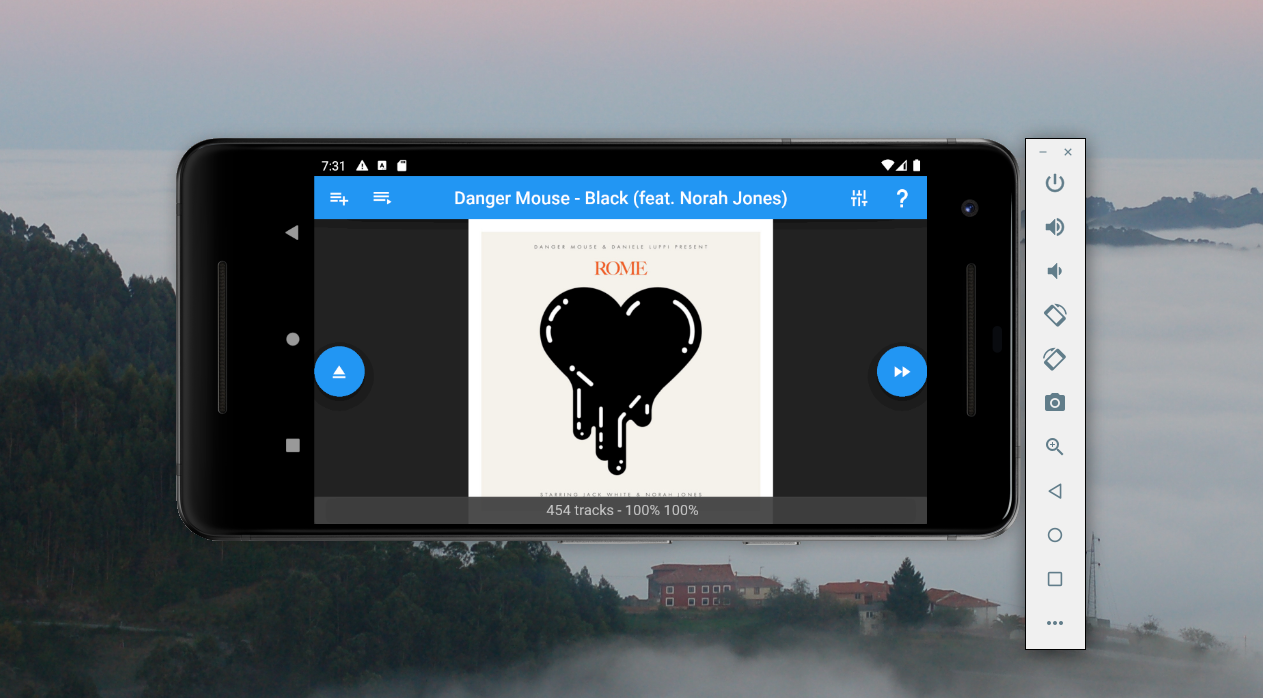 7:31
Danger Mouse - Black (feat. Norah Jones)
?
DANGER MOUSE & DANIELE LUPPI PRESENT
ROME
STARRING JACK WHITE & NORAH JONES
454 tracks - 100% 100%